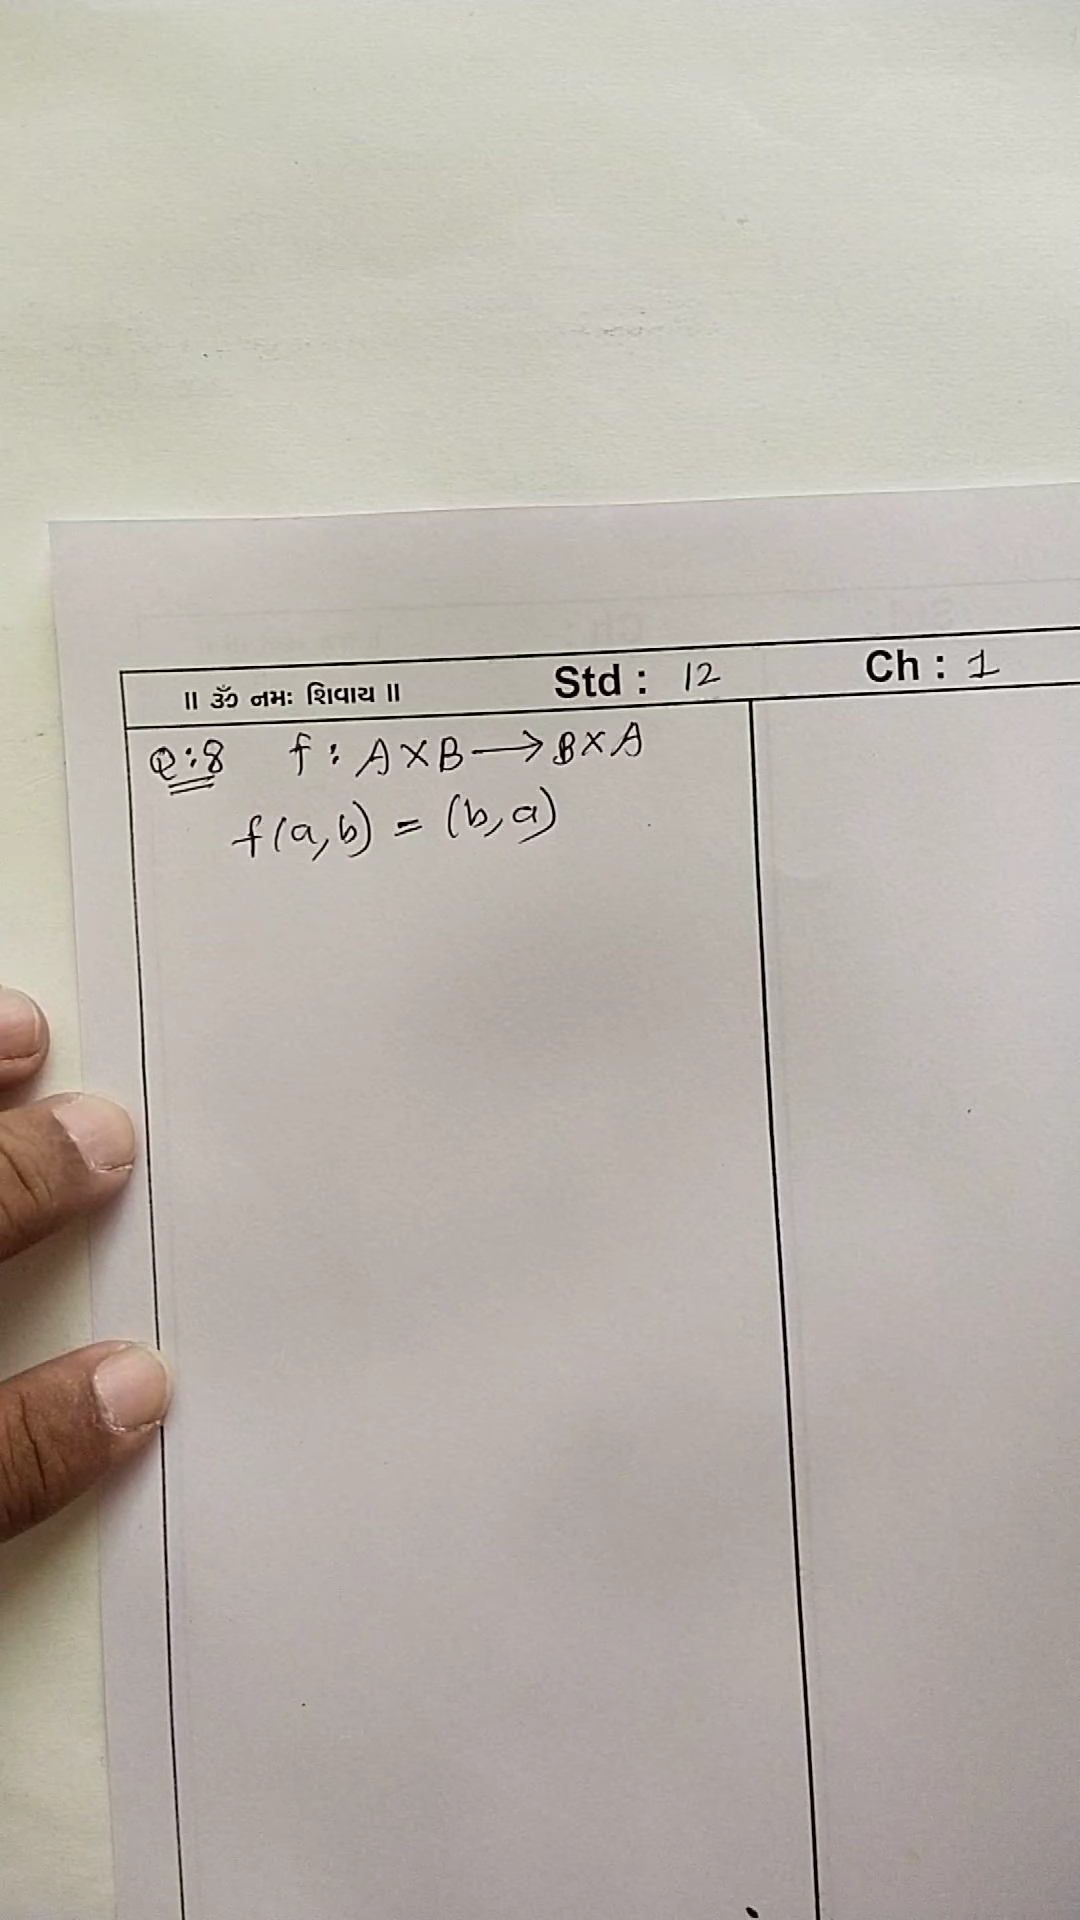 ॥ ૐ નમઃ શિવાય ॥ Std : 12 Ch : 1
Q:8 f : A×B ⟶ B×A
f(a,b) = (b,a)